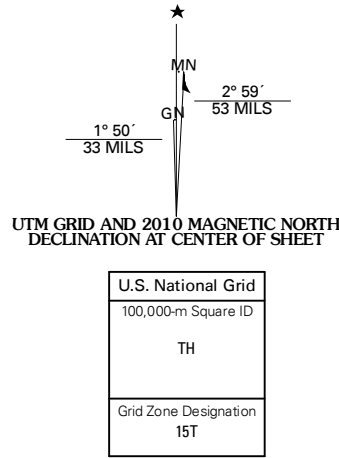 ★
MN
GN
2° 59´
53 MILS
1° 50´
33 MILS
UTM GRID AND 2010 MAGNETIC NORTH
DECLINATION AT CENTER OF SHEET
U.S. National Grid
100,000-m Square ID
TH
Grid Zone Designation
15T